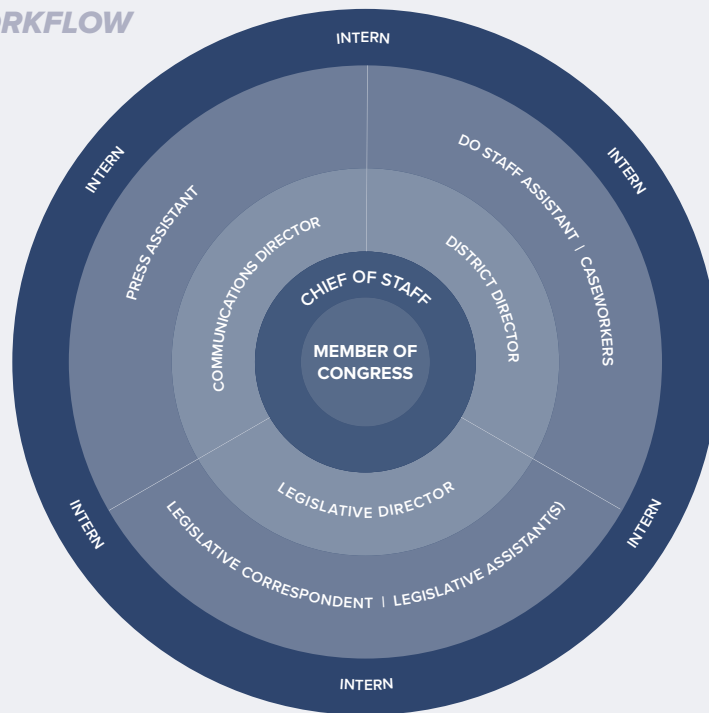 ORKFLOW
INTERN
INTERN
INTERN
PRESS ASSISTANT
DO STAFF ASSISTANT | CASEWORKERS
COMMUNICATIONS DIRECTOR
DISTRICT DIRECTOR
CHIEF OF STAFF
MEMBER OF
CONGRESS
LEGISLATIVE DIRECTOR
LEGISLATIVE CORRESPONDENT | LEGISLATIVE ASSISTANT(S)
INTERN
INTERN
INTERN